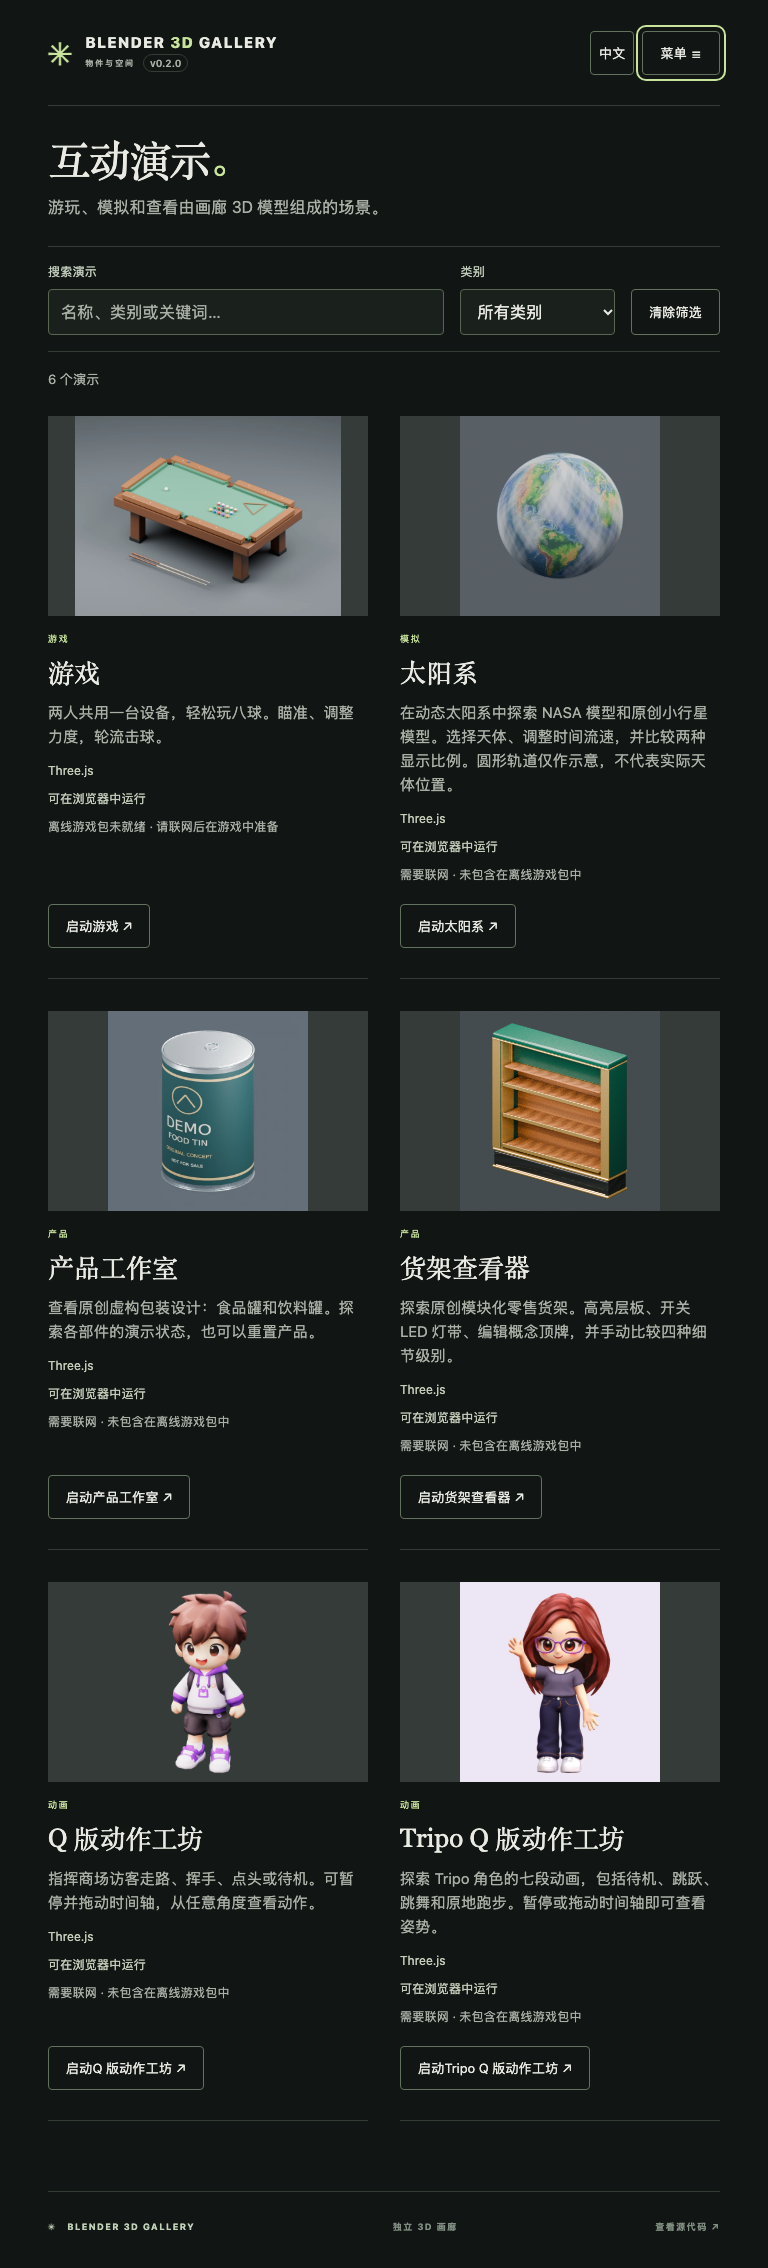 BLENDER 3D GALLERY
物件与空间 v0.2.0
中文
菜单 ≡
互动演示。
游玩、模拟和查看由画廊 3D 模型组成的场景。
搜索演示
名称、类别或关键词…
类别
所有类别
清除筛选
6 个演示
游戏
游戏
两人共用一台设备，轻松玩八球。瞄准、调整
力度，轮流击球。
Three.js
可在浏览器中运行
离线游戏包未就绪 · 请联网后在游戏中准备
启动游戏 ↗
模拟
太阳系
在动态太阳系中探索 NASA 模型和原创小行星
模型。选择天体、调整时间流速，并比较两种
显示比例。圆形轨道仅作示意，不代表实际天
体位置。
Three.js
可在浏览器中运行
需要联网 · 未包含在离线游戏包中
启动太阳系 ↗
DEMO
FOOD TIN
ORIGINAL CONCEPT
NOT FOR SALE
产品
产品工作室
查看原创虚构包装设计：食品罐和饮料罐。探
索各部件的演示状态，也可以重置产品。
Three.js
可在浏览器中运行
需要联网 · 未包含在离线游戏包中
启动产品工作室 ↗
产品
货架查看器
探索原创模块化零售货架。高亮层板、开关
LED 灯带、编辑概念顶牌，并手动比较四种细
节级别。
Three.js
可在浏览器中运行
需要联网 · 未包含在离线游戏包中
启动货架查看器 ↗
动画
Q 版动作工坊
指挥商场访客走路、挥手、点头或待机。可暂
停并拖动时间轴，从任意角度查看动作。
Three.js
可在浏览器中运行
需要联网 · 未包含在离线游戏包中
启动Q 版动作工坊 ↗
动画
Tripo Q 版动作工坊
探索 Tripo 角色的七段动画，包括待机、跳跃、
跳舞和原地跑步。暂停或拖动时间轴即可查看
姿势。
Three.js
可在浏览器中运行
需要联网 · 未包含在离线游戏包中
启动Tripo Q 版动作工坊 ↗
BLENDER 3D GALLERY
独立 3D 画廊
查看源代码 ↗